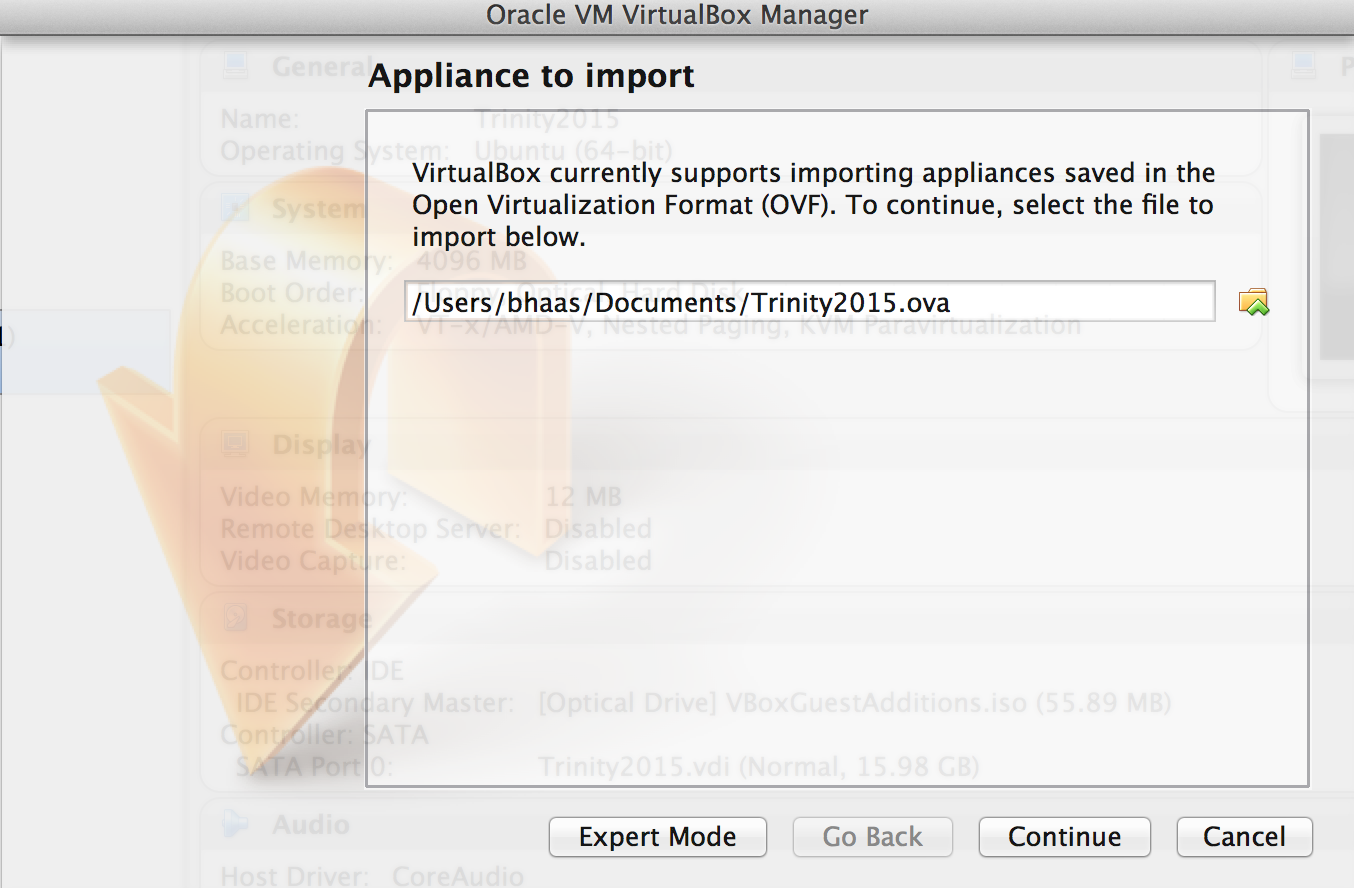 Oracle VM VirtualBox Manager
General
Appliance to import
P
Name: Trinity2015
Operating System: Ubuntu (64-bit)
VirtualBox currently supports importing appliances saved in the
Open Virtualization Format (OVF). To continue, select the file to
import below.
System
Base Memory: 4096 MB
Boot Order: Floppy, Optical, Hard Disk
/Users/bhaas/Documents/Trinity2015.ova
Acceleration: VT-x/AMD-V, Nested Paging, KVM Paravirtualization
)
Display
Video Memory: 12 MB
Remote Desktop Server: Disabled
Video Capture: Disabled
Storage
Controller: IDE
IDE Secondary Master: [Optical Drive] VBoxGuestAdditions.iso (55.89 MB)
Controller: SATA
SATA Port 0: Trinity2015.vdi (Normal, 15.98 GB)
Audio
Expert Mode Go Back Continue Cancel
Host Driver: CoreAudio